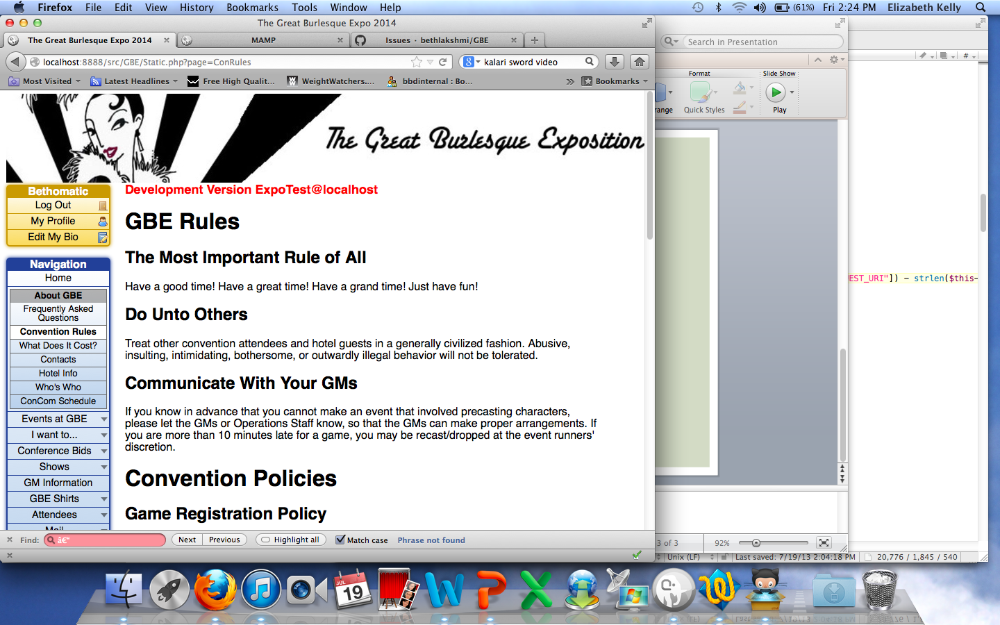 Firefox File Edit View History Bookmarks Tools Window Help (61%) Fri 2:24 PM Elizabeth Kelly
The Great Burlesque Expo 2014
The Great Burlesque Expo 2014 MAMP Issues · bethlakshmi/GBE
localhost:8888/src/GBE/Static.php?page=ConRules kalari sword video
Most Visited Latest Headlines Free High Qualit... WeightWatchers.... bbdinternal : Bo... Bookmarks
The Great Burlesque Exposition
Development Version ExpoTest@localhost
Bethomatic
Log Out
My Profile
Edit My Bio
Navigation
Home
About GBE
Frequently Asked
Questions
Convention Rules
What Does It Cost?
Contacts
Hotel Info
Who's Who
ConCom Schedule
Events at GBE
I want to...
Conference Bids
Shows
GM Information
GBE Shirts
Attendees
Mail
GBE Rules
The Most Important Rule of All
Have a good time! Have a great time! Have a grand time! Just have fun!
Do Unto Others
Treat other convention attendees and hotel guests in a generally civilized fashion. Abusive,
insulting, intimidating, bothersome, or outwardly illegal behavior will not be tolerated.
Communicate With Your GMs
If you know in advance that you cannot make an event that involved precasting characters,
please let the GMs or Operations Staff know, so that the GMs can make proper arrangements. If
you are more than 10 minutes late for a game, you may be recast/dropped at the event runners'
discretion.
Convention Policies
Game Registration Policy
Find: â€“ Next Previous Highlight all Match case Phrase not found
Search in Presentation
Format Slide Show
range Quick Styles Play
3 of 3 92%
#
EST_URI"]) - strlen($this-
Unix (LF) Last saved: 7/19/13 2:04:18 PM 20,776 / 1,845 / 540
JUL
19